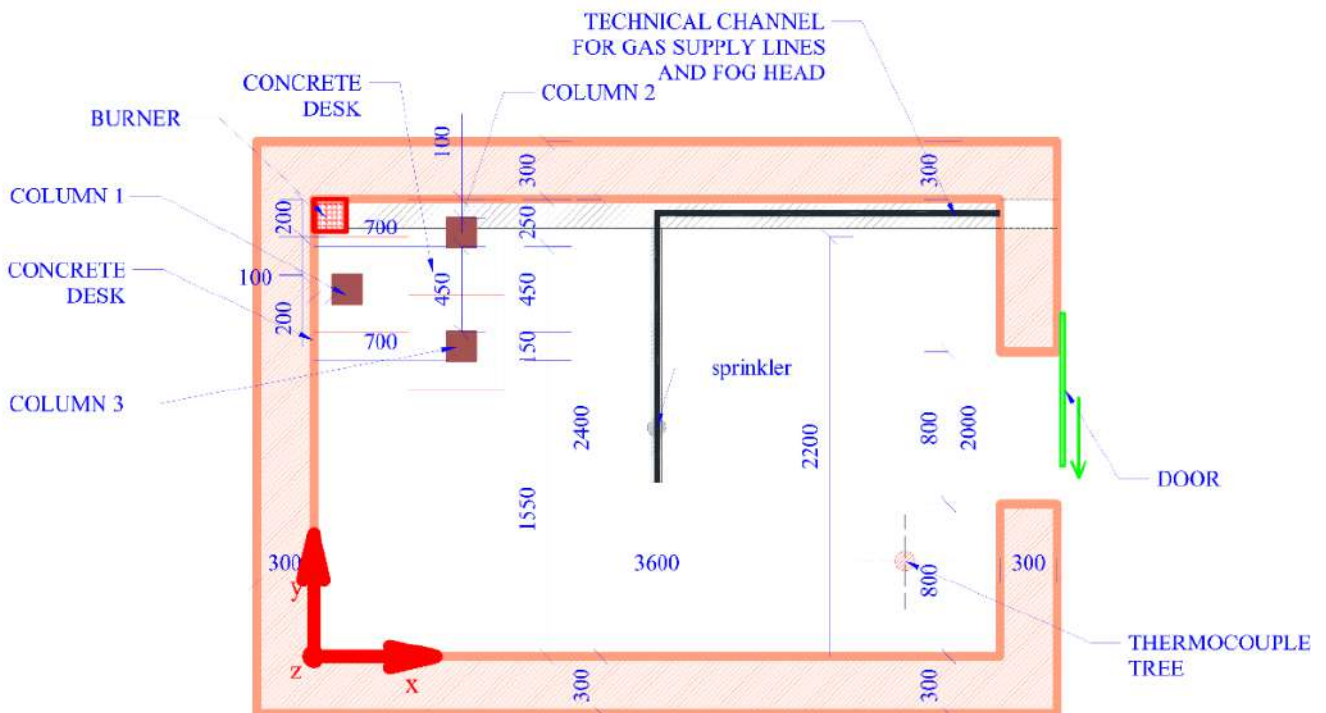 TECHNICAL CHANNEL
FOR GAS SUPPLY LINES
AND FOG HEAD
CONCRETE
DESK
COLUMN 2
BURNER
100
300
300
COLUMN 1
200
700
250
CONCRETE
DESK
100
450
450
200
700
150
sprinkler
COLUMN 3
2400
2200
800
2000
DOOR
1550
300
3600
800
300
y
z
x
THERMOCOUPLE
TREE
300
300